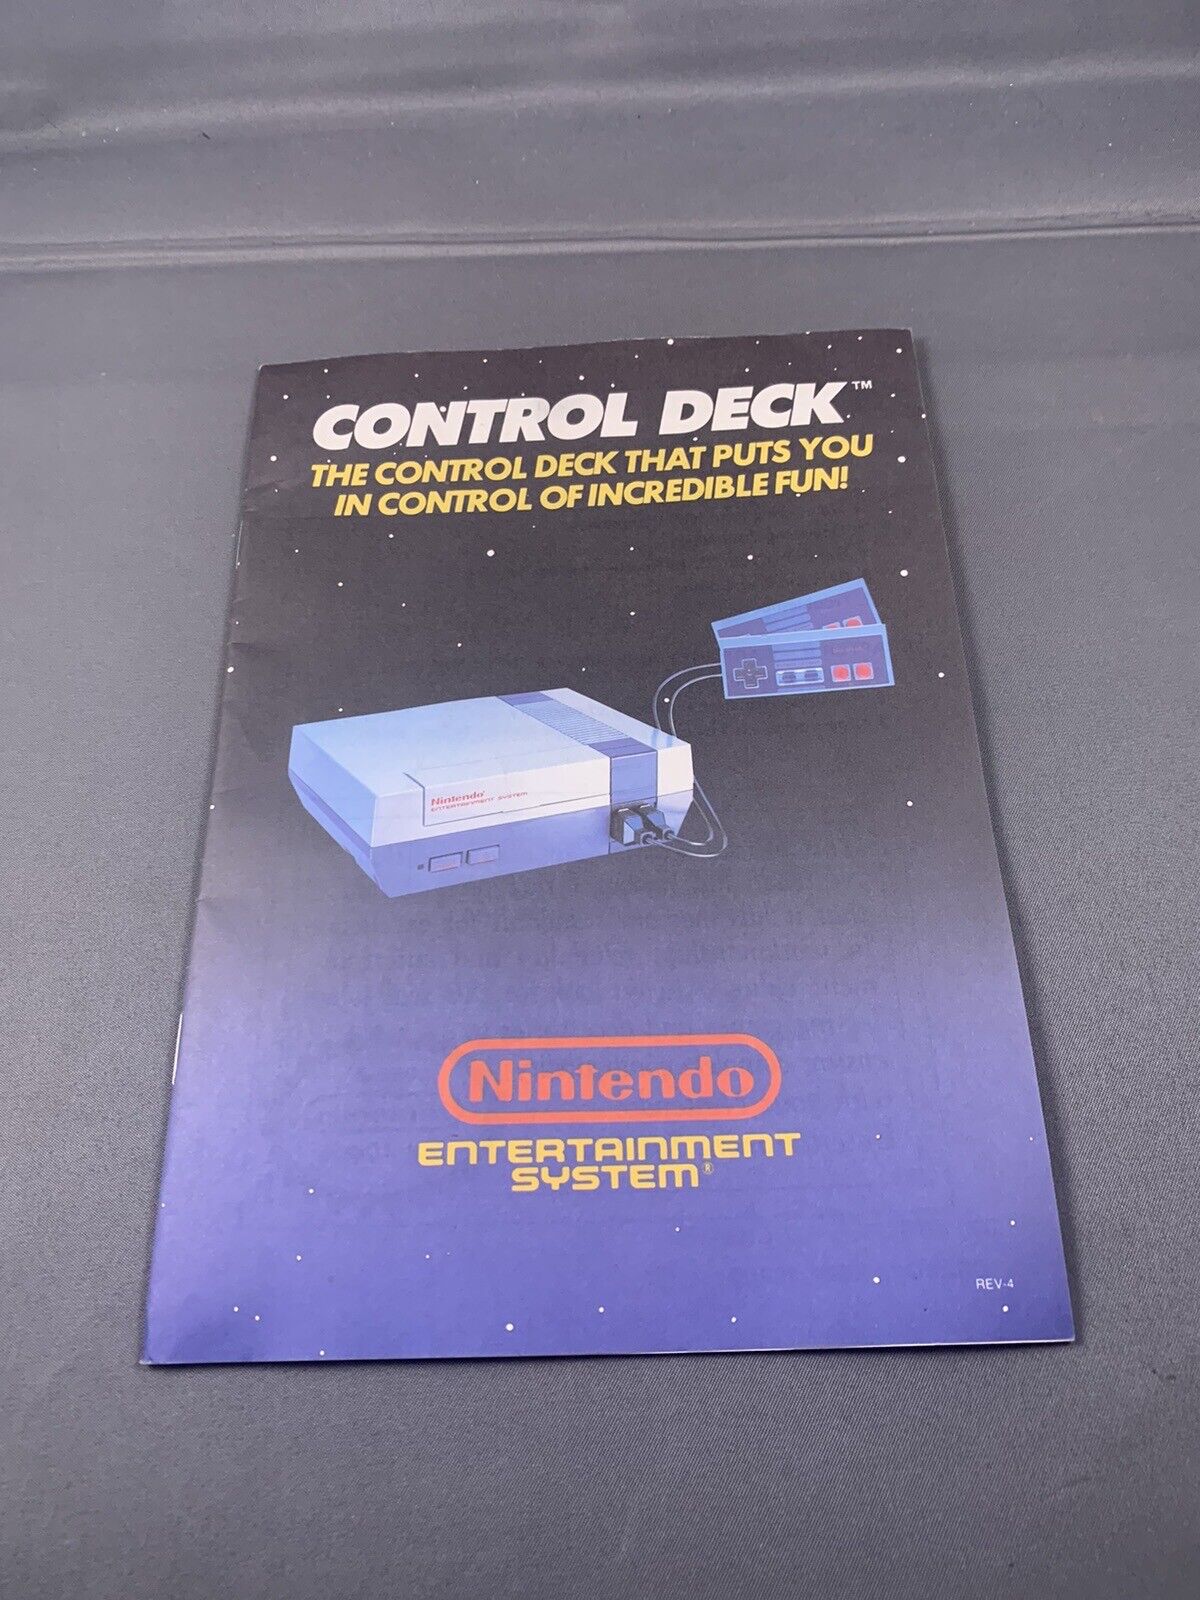 CONTROL DECK™
THE CONTROL DECK THAT PUTS YOU
IN CONTROL OF INCREDIBLE FUN!
Nintendo®
ENTERTAINMENT SYSTEM
Nintendo
ENTERTAINMENT
SYSTEM®
REV-4